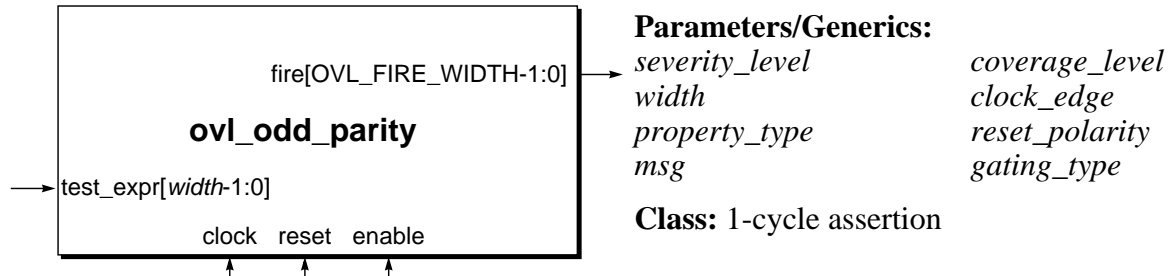 fire[OVL_FIRE_WIDTH-1:0]
ovl_odd_parity
test_expr[width-1:0]
clock reset enable
Parameters/Generics:
severity_level coverage_level
width clock_edge
property_type reset_polarity
msg gating_type
Class: 1-cycle assertion